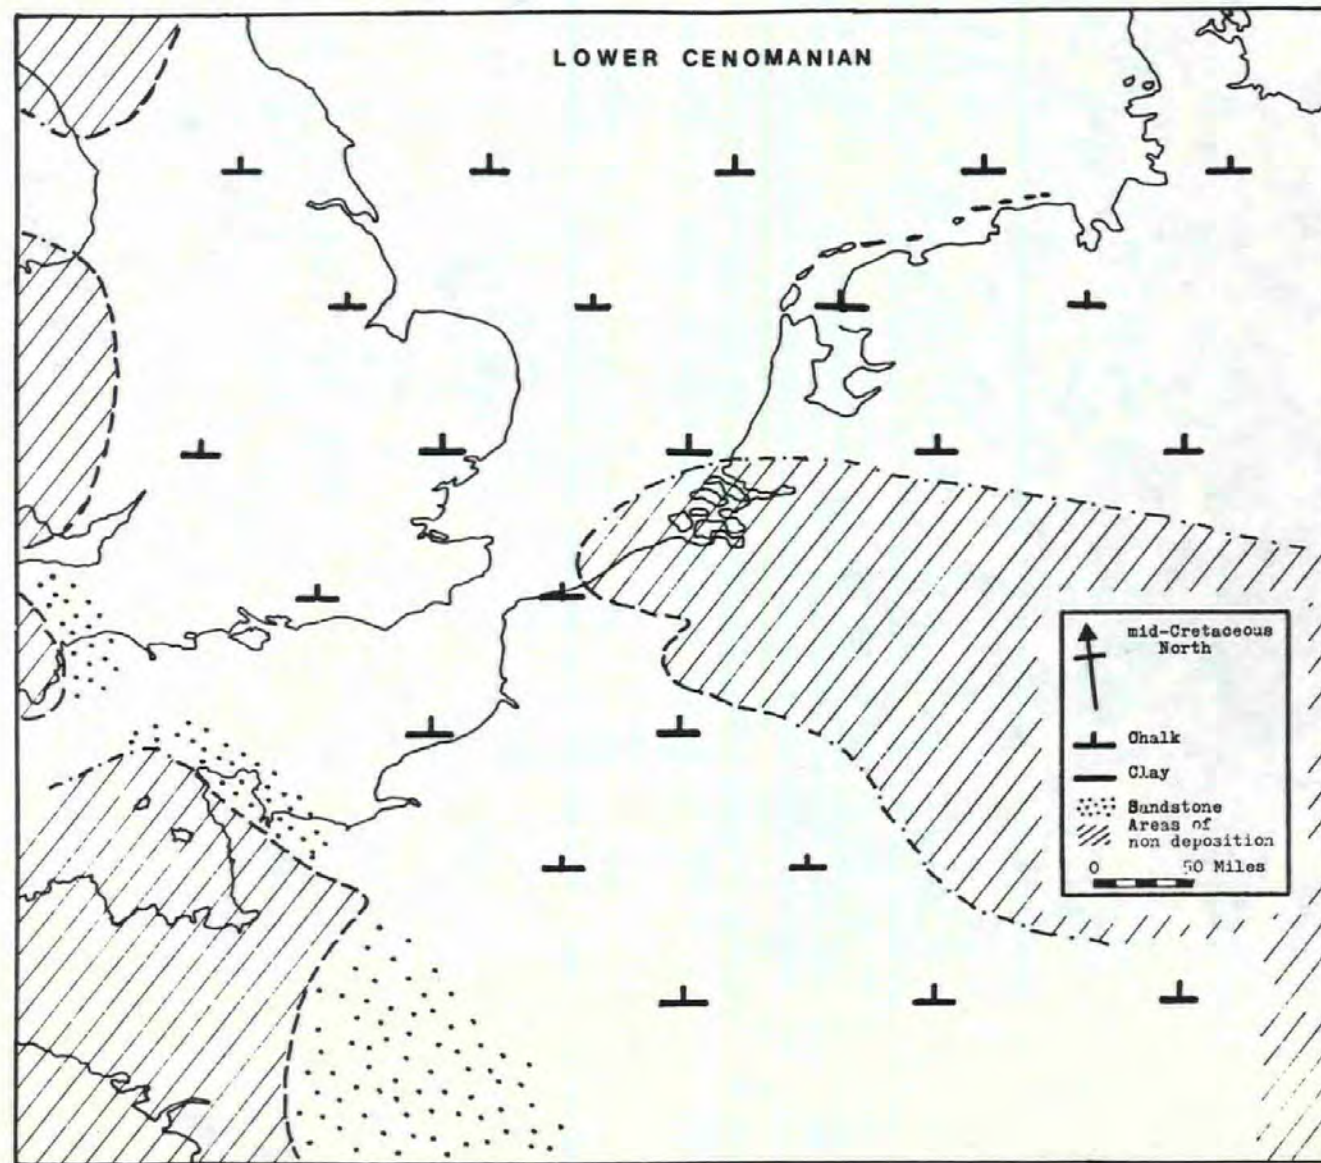 LOWER CENOMANIAN
mid-Cretaceous
North
Chalk
Clay
Sandstone
Areas of
non deposition
0 50 Miles